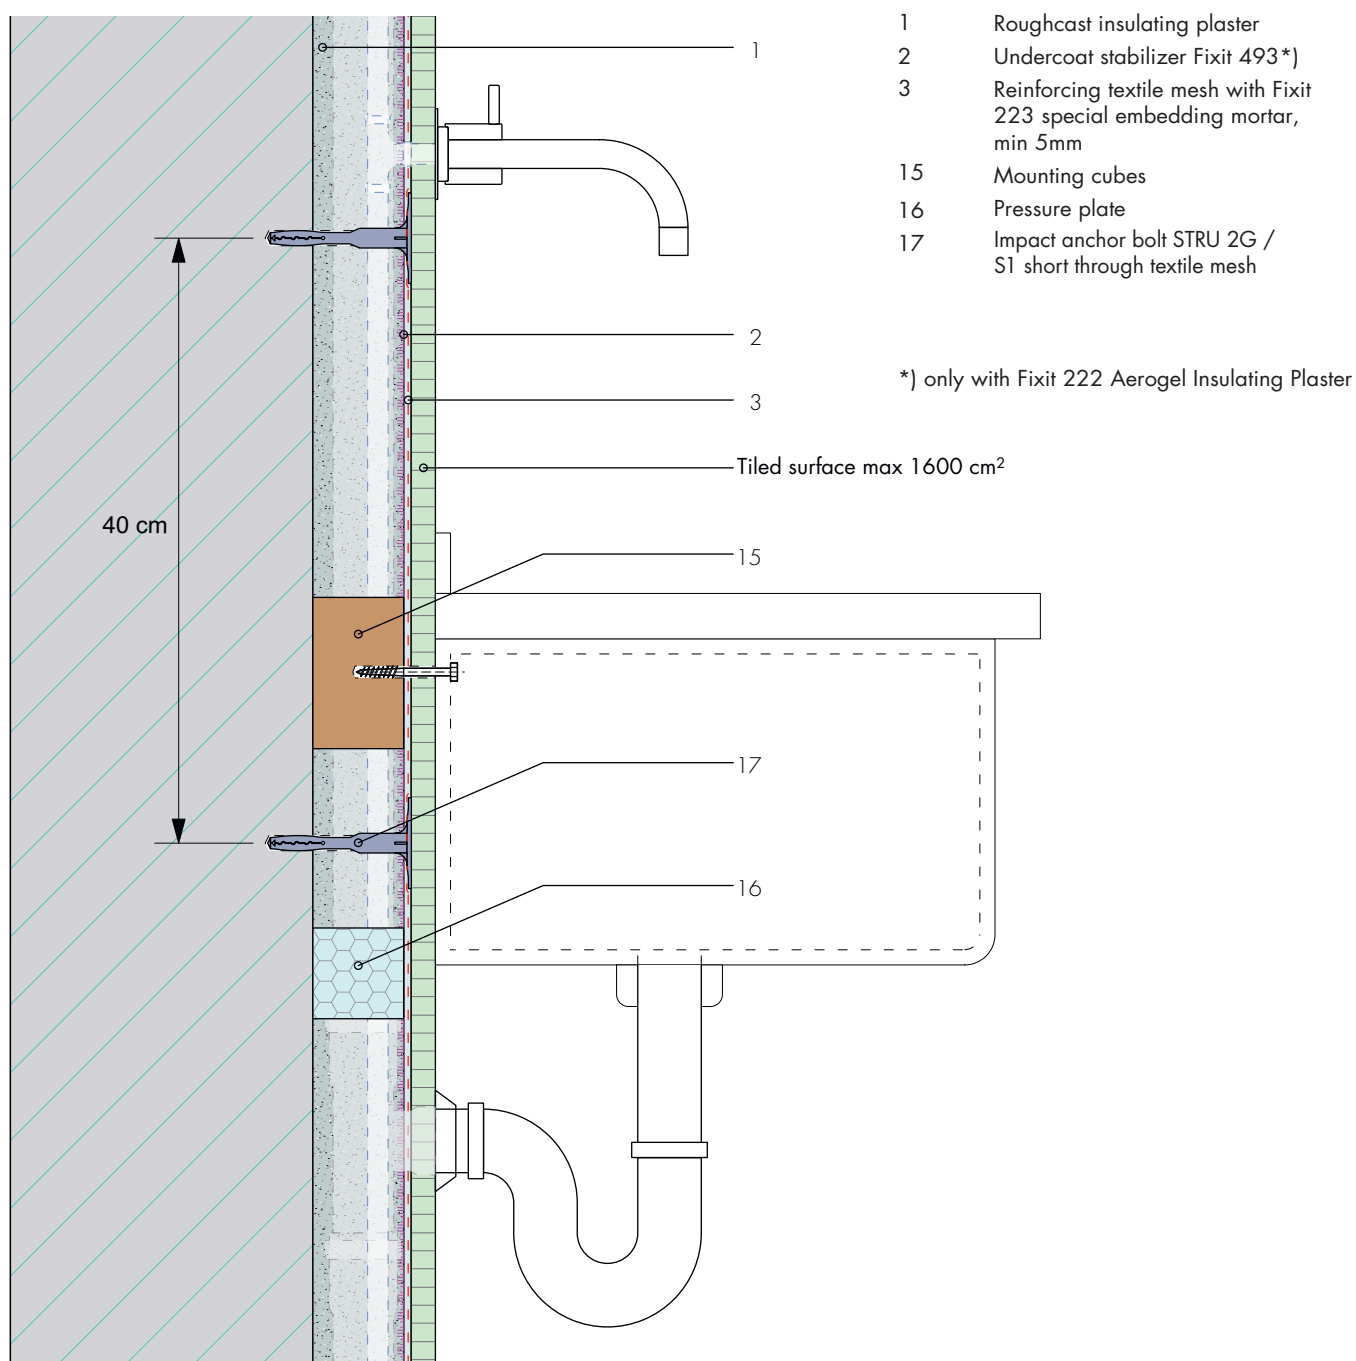 1 Roughcast insulating plaster
2 Undercoat stabilizer Fixit 493*)
3 Reinforcing textile mesh with Fixit
223 special embedding mortar,
min 5mm
15 Mounting cubes
16 Pressure plate
17 Impact anchor bolt STRU 2G /
S1 short through textile mesh
*) only with Fixit 222 Aerogel Insulating Plaster
1
2
3
Tiled surface max 1600 cm²
40 cm
15
17
16